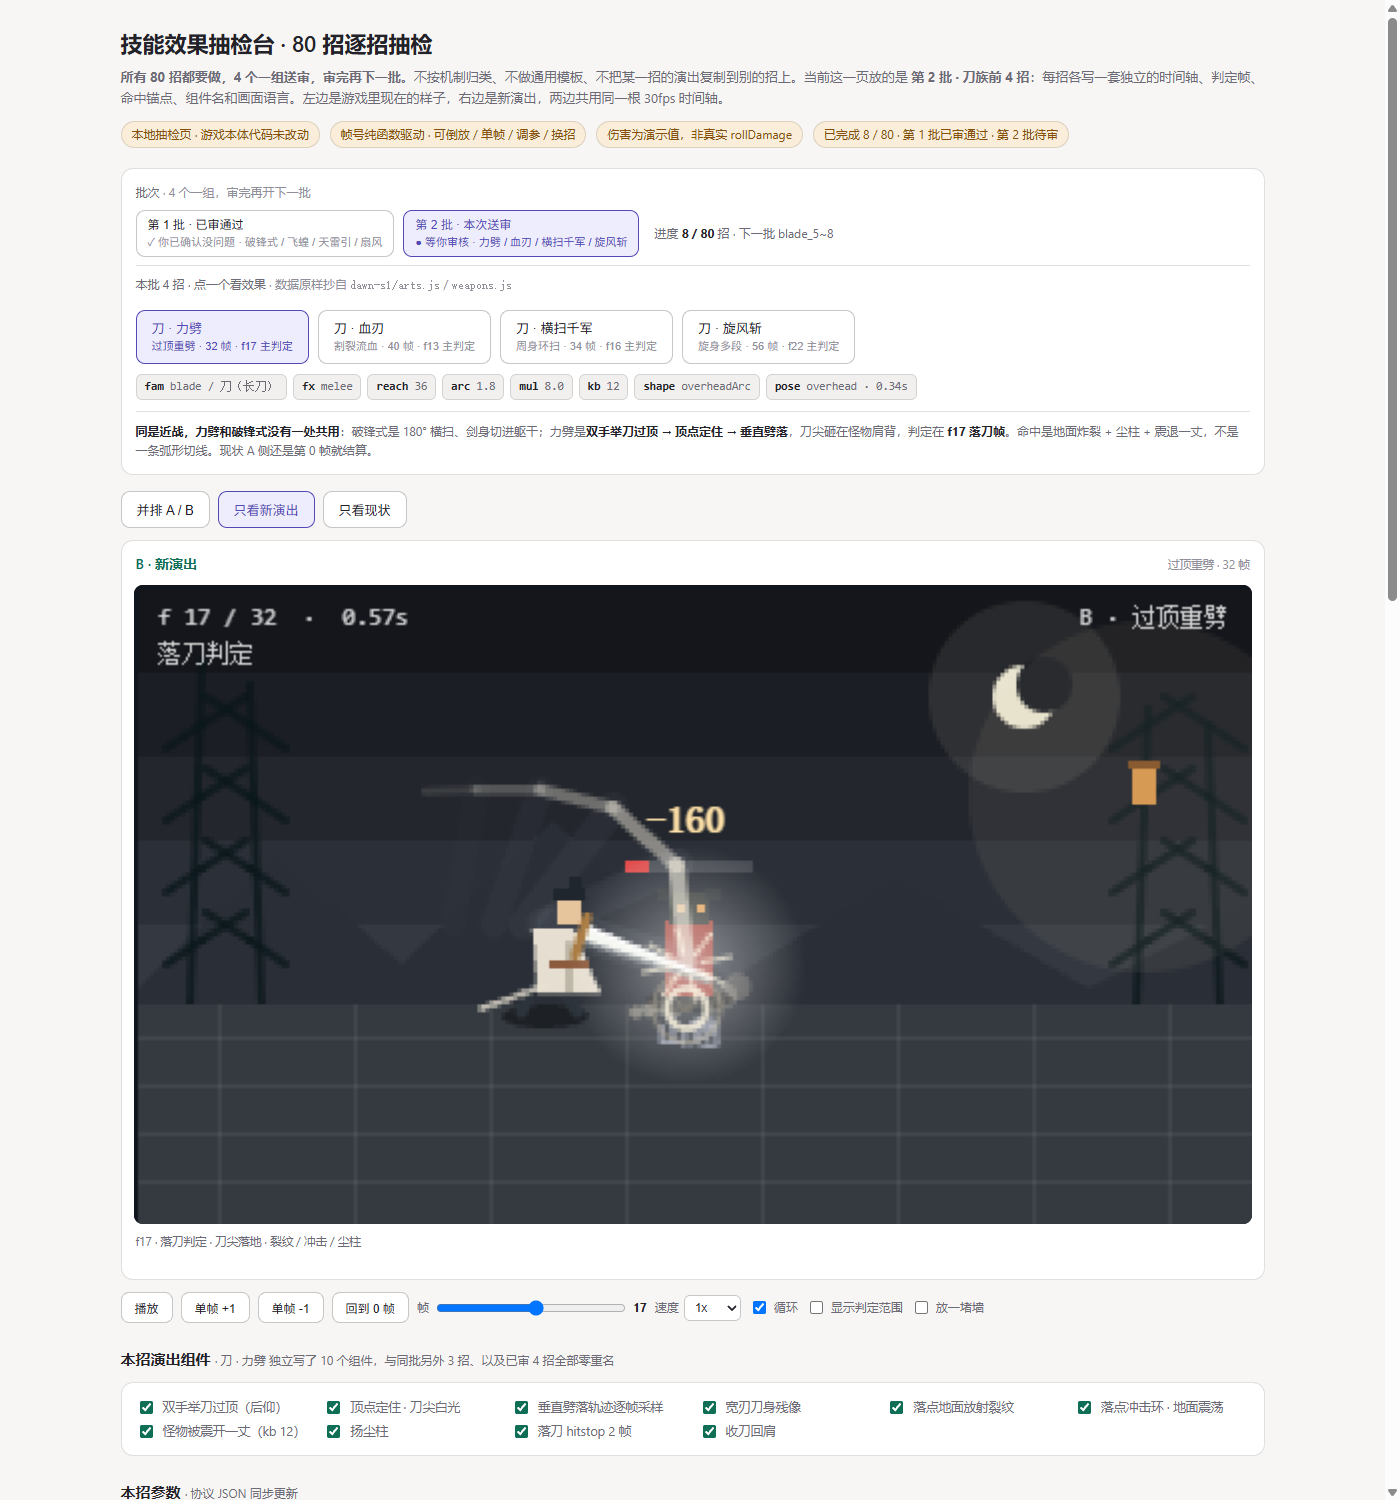 技能效果抽检台 · 80 招逐招抽检
所有 80 招都要做，4 个一组送审，审完再下一批。不按机制归类、不做通用模板、不把某一招的演出复制到别的招上。当前这一页放的是 第 2 批 · 刀族前 4 招：每招各写一套独立的时间轴、判定帧、
命中锚点、组件名和画面语言。左边是游戏里现在的样子，右边是新演出，两边共用同一根 30fps 时间轴。
本地抽检页 · 游戏本体代码未改动
帧号纯函数驱动 · 可倒放 / 单帧 / 调参 / 换招
伤害为演示值，非真实 rollDamage
已完成 8 / 80 · 第 1 批已审通过 · 第 2 批待审
批次 · 4 个一组，审完再开下一批
第 1 批 · 已审通过
✓ 你已确认没问题 · 破锋式 / 飞蝗 / 天雷引 / 扇风
第 2 批 · 本次送审
● 等你审核 · 力劈 / 血刃 / 横扫千军 / 旋风斩
进度 8 / 80 招 · 下一批 blade_5~8
本批 4 招 · 点一个看效果 · 数据原样抄自 dawn-sl/arts.js / weapons.js
刀 · 力劈
过顶重劈 · 32 帧 · f17 主判定
刀 · 血刃
割裂流血 · 40 帧 · f13 主判定
刀 · 横扫千军
周身环扫 · 34 帧 · f16 主判定
刀 · 旋风斩
旋身多段 · 56 帧 · f22 主判定
fam blade / 刀（长刀）
fx melee
reach 36
arc 1.8
mul 8.0
kb 12
shape overheadArc
pose overhead · 0.34s
同是近战，力劈和破锋式没有一处共用：破锋式是 180° 横扫、剑身切进躯干；力劈是双手举刀过顶 → 顶点定住 → 垂直劈落，刀尖砸在怪物肩背，判定在 f17 落刀帧。命中是地面炸裂 + 尘柱 + 震退一丈，不是
一条弧形切线。现状 A 侧还是第 0 帧就结算。
并排 A / B
只看新演出
只看现状
B · 新演出
过顶重劈 · 32 帧
f 17 / 32 · 0.57s
B · 过顶重劈
落刀判定
−160
f17 · 落刀判定 · 刀尖落地 · 裂纹 / 冲击 / 尘柱
播放
单帧 +1
单帧 -1
回到 0 帧
帧
17
速度
1x
循环
显示判定范围
放一堵墙
本招演出组件 · 刀 · 力劈 独立写了 10 个组件，与同批另外 3 招、以及已审 4 招全部零重名
双手举刀过顶（后仰）
顶点定住 · 刀尖白光
垂直劈落轨迹逐帧采样
宽刃刀身残像
落点地面放射裂纹
落点冲击环 · 地面震荡
怪物被震开一丈（kb 12）
扬尘柱
落刀 hitstop 2 帧
收刀回肩
本招参数 · 协议 JSON 同步更新